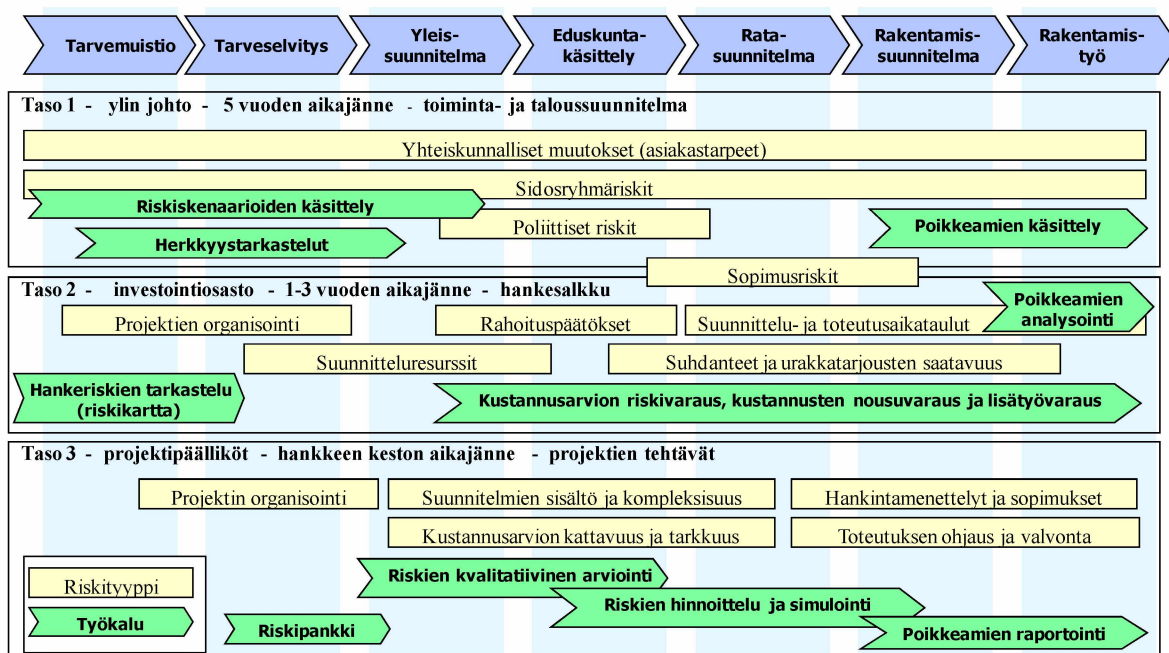 Tarvemuistio
Tarveselvitys
Yleis-
suunnitelma
Eduskunta-
käsittely
Rata-
suunnitelma
Rakentamis-
suunnitelma
Rakentamis-
työ
Taso 1 - ylin johto - 5 vuoden aikajänne - toiminta- ja taloussuunnitelma
Yhteiskunnalliset muutokset (asiakastarpeet)
Sidosryhmäriskit
Riskiskenaarioiden käsittely
Poliittiset riskit
Poikkeamien käsittely
Herkkyystarkastelut
Sopimusriskit
Taso 2 - investointiosasto - 1-3 vuoden aikajänne - hankesalkku
Poikkeamien
analysointi
Projektien organisointi
Rahoituspäätökset
Suunnittelu- ja toteutusaikataulut
Suunnitteluresurssit
Suhdanteet ja urakkatarjousten saatavuus
Hankeriskien tarkastelu
(riskikartta)
Kustannusarvion riskivaraus, kustannusten nousuvaraus ja lisätyövaraus
Taso 3 - projektipäälliköt - hankkeen keston aikajänne - projektien tehtävät
Projektin organisointi
Suunnitelmien sisältö ja kompleksisuus
Hankintamenettelyt ja sopimukset
Kustannusarvion kattavuus ja tarkkuus
Toteutuksen ohjaus ja valvonta
Riskityyppi
Riskien kvalitatiivinen arviointi
Riskien hinnoittelu ja simulointi
Työkalu
Riskipankki
Poikkeamien raportointi